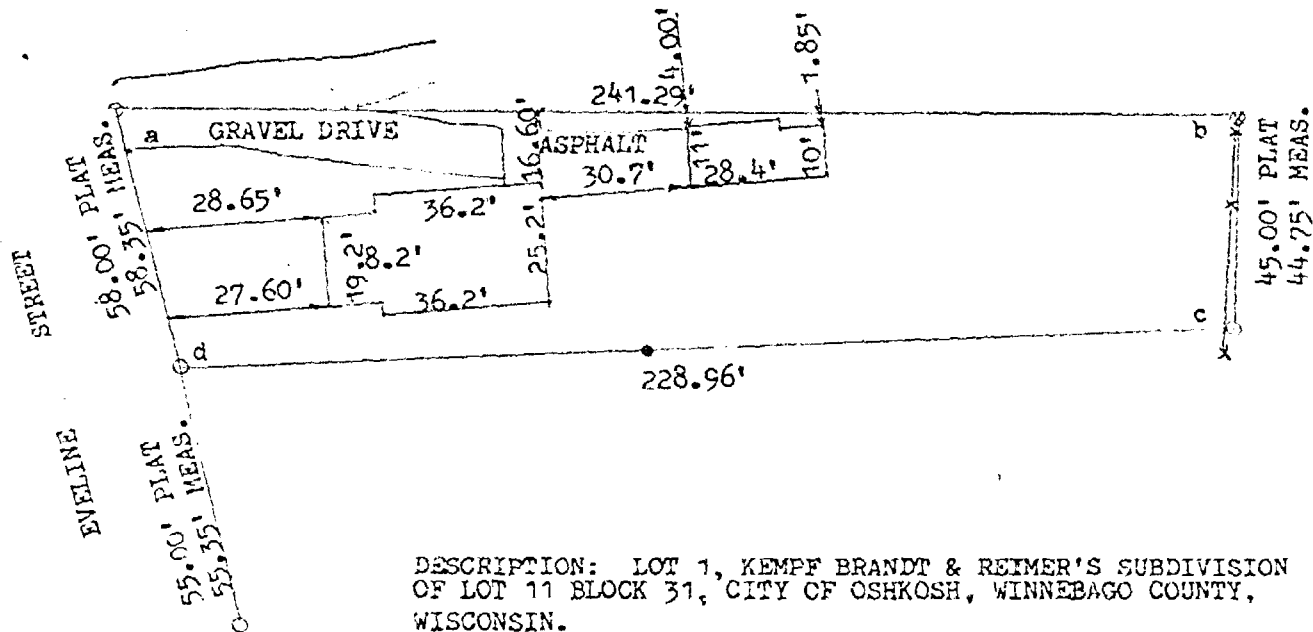 4.00'
1.85'
241.29'
58.00' PLAT
58.35' MEAS.
a
GRAVEL DRIVE
16.60'
ASPHALT
11'
10'
b
45.00' PLAT
44.75' MEAS.
30.7'
28.4'
28.65'
36.2'
25.2'
19.2'
8.2'
27.60'
36.2'
STREET
c
d
228.96'
EVELINE
55.00' PLAT
55.35' MEAS.
DESCRIPTION: LOT 1, KEMPF BRANDT & REIMER'S SUBDIVISION
OF LOT 11 BLOCK 31, CITY OF OSHKOSH, WINNEBAGO COUNTY,
WISCONSIN.